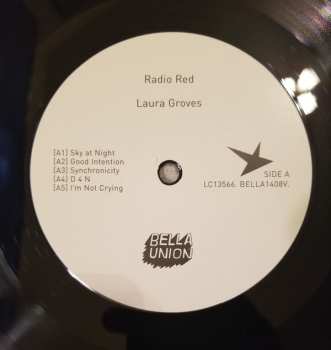 Radio Red
Laura Groves
[A1] Sky at Night
[A2] Good Intention
[A3] Synchronicity
[A4] D 4 N
[A5] I'm Not Crying
SIDE A
LC13566. BELLA1408V.
BELLA
UNION